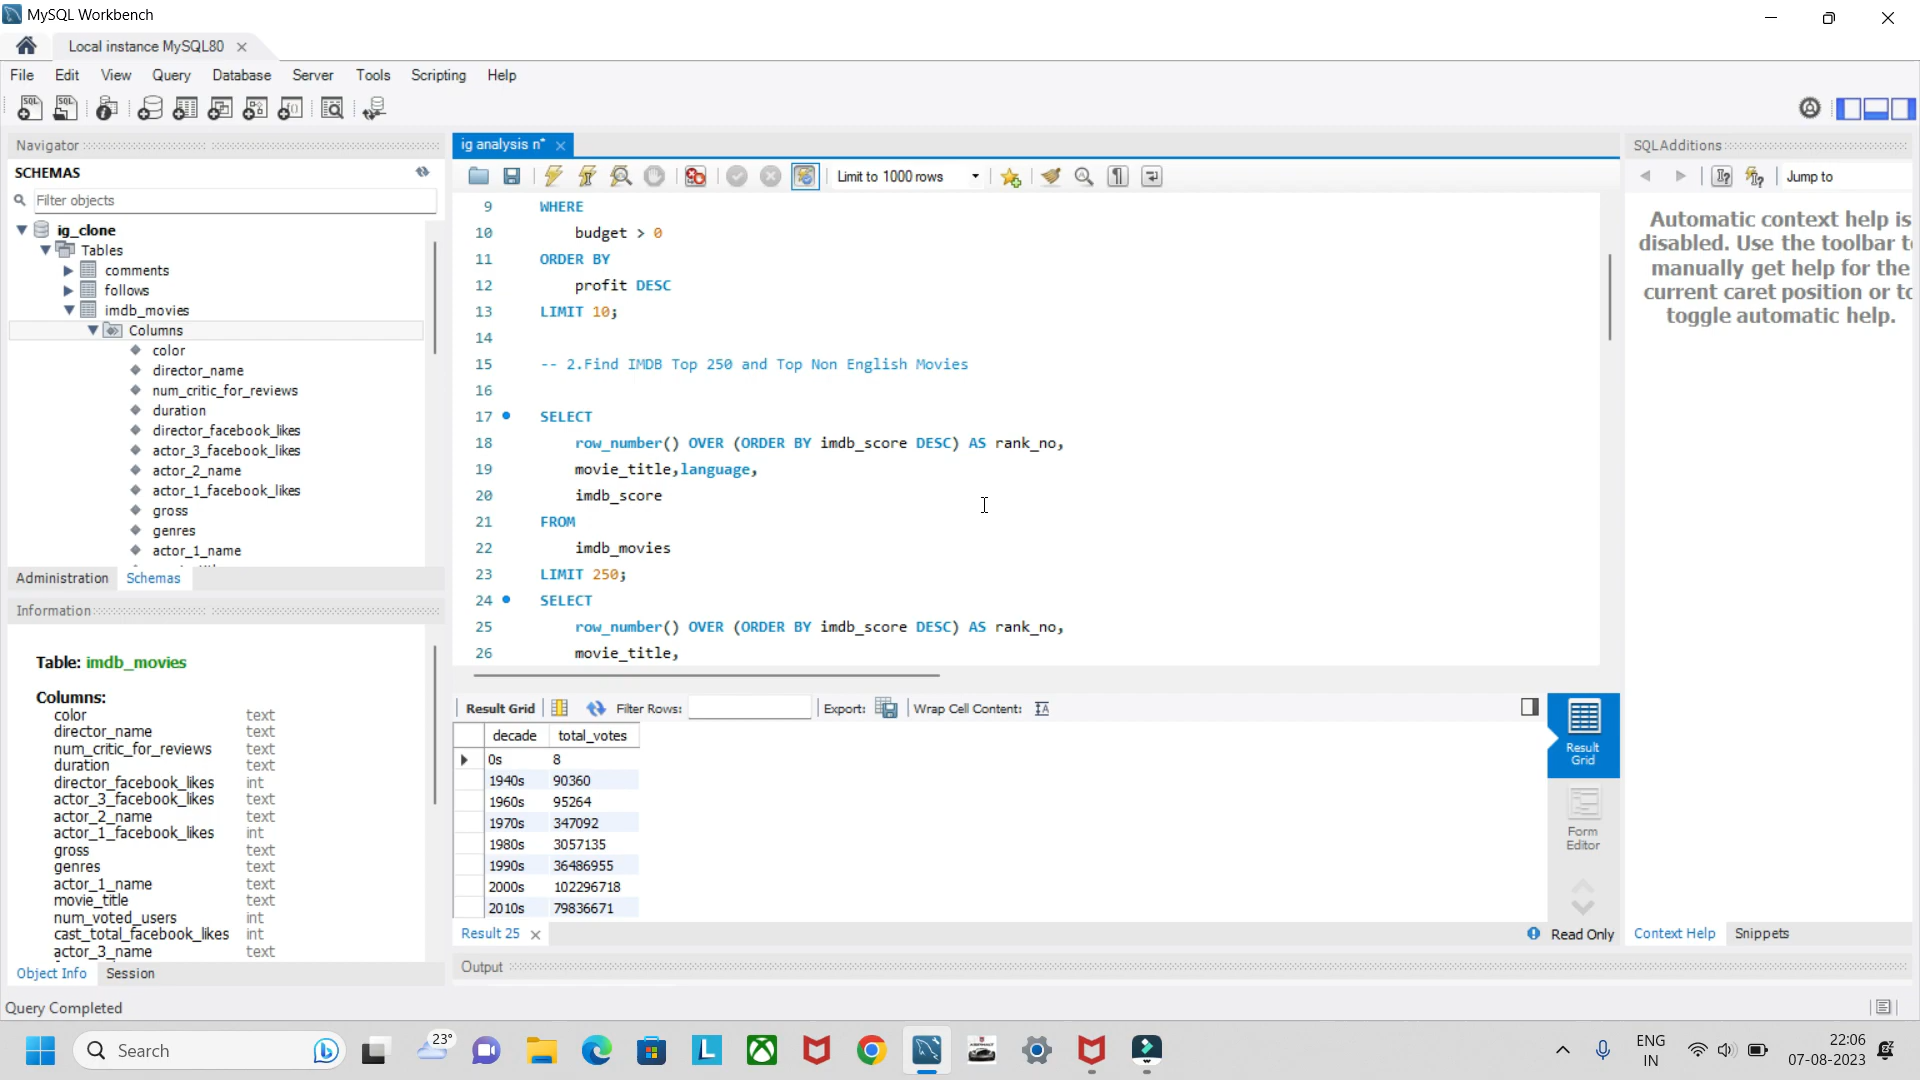 MySQL Workbench
Local instance MySQL80
File Edit View Query Database Server Tools Scripting Help
Navigator
SCHEMAS
Filter objects
ig_clone
Tables
comments
follows
imdb_movies
Columns
color
director_name
num_critic_for_reviews
duration
director_facebook_likes
actor_3_facebook_likes
actor_2_name
actor_1_facebook_likes
gross
genres
actor_1_name
Administration Schemas
Information
Table: imdb_movies
Columns:
color text
director_name text
num_critic_for_reviews text
duration text
director_facebook_likes int
actor_3_facebook_likes text
actor_2_name text
actor_1_facebook_likes int
gross text
genres text
actor_1_name text
movie_title text
num_voted_users int
cast_total_facebook_likes int
actor_3_name text
Object Info Session
Query Completed
ig analysis n*
Limit to 1000 rows
9 WHERE
10 budget > 0
11 ORDER BY
12 profit DESC
13 LIMIT 10;
14
15 -- 2.Find IMDB Top 250 and Top Non English Movies
16
17 SELECT
18 row_number() OVER (ORDER BY imdb_score DESC) AS rank_no,
19 movie_title,language,
20 imdb_score
21 FROM
22 imdb_movies
23 LIMIT 250;
24 SELECT
25 row_number() OVER (ORDER BY imdb_score DESC) AS rank_no,
26 movie_title,
Result Grid Filter Rows: Export: Wrap Cell Content:
decade total_votes
0s 8
1940s 90360
1960s 95264
1970s 347092
1980s 3057135
1990s 36486955
2000s 102296718
2010s 79836671
Result 25
Result
Grid
Form
Editor
Read Only
Output
SQLAdditions
Jump to
Automatic context help is
disabled. Use the toolbar t
manually get help for the
current caret position or to
toggle automatic help.
Context Help Snippets
Search
23°
ENG
IN
22:06
07-08-2023